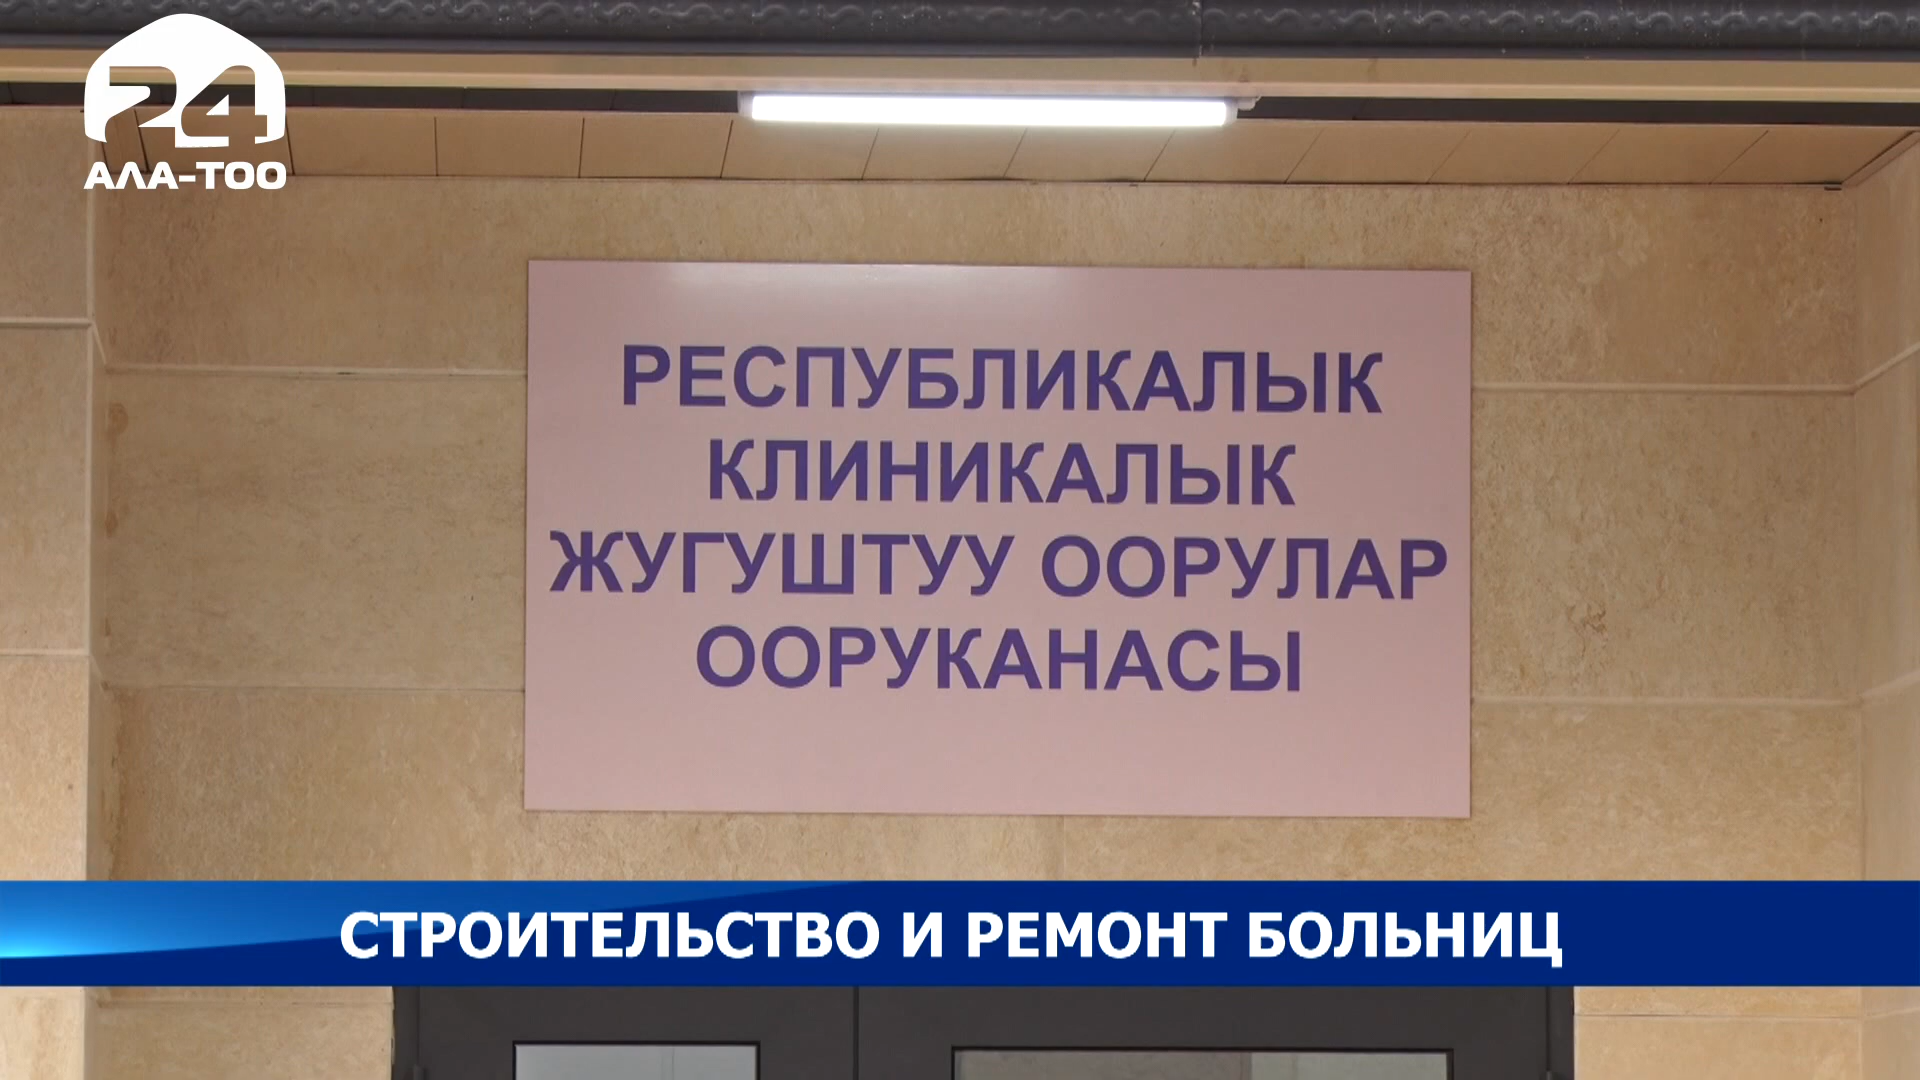 24
АЛА-ТОО
РЕСПУБЛИКАЛЫК
КЛИНИКАЛЫК
ЖУГУШТУУ ООРУЛАР
ООРУКАНАСЫ
СТРОИТЕЛЬСТВО И РЕМОНТ БОЛЬНИЦ